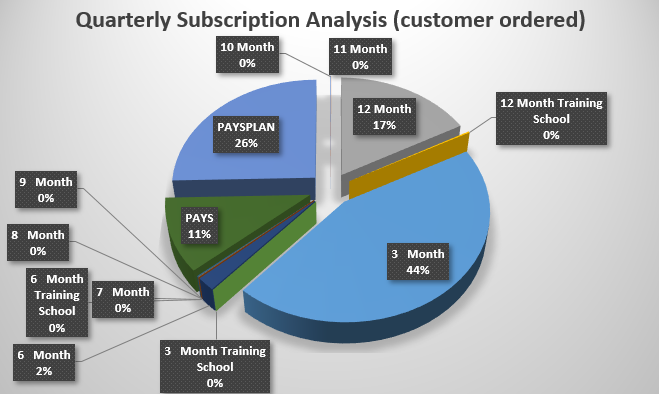 Quarterly Subscription Analysis (customer ordered)
10 Month
0%
11 Month
0%
12 Month
17%
12 Month Training
School
0%
PAYSPLAN
26%
9 Month
0%
PAYS
11%
8 Month
0%
3 Month
44%
6 Month
Training
School
0%
7 Month
0%
6 Month
2%
3 Month Training
School
0%